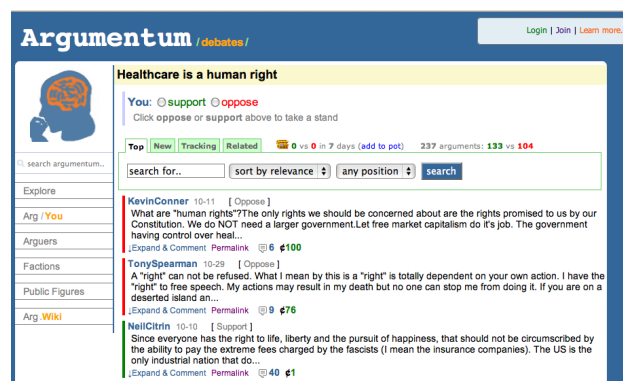 Argumentum /debates/
Login | Join | Learn more.
Healthcare is a human right
You: support oppose
Click oppose or support above to take a stand
Top New Tracking Related 0 vs 0 in 7 days (add to pot) 237 arguments: 133 vs 104
search argumentum..
search for.. sort by relevance any position search
Explore
Arg /You
Arguers
Factions
Public Figures
Arg.Wiki
KevinConner 10-11 [ Oppose ]
What are "human rights"?The only rights we should be concerned about are the rights promised to us by our
Constitution. We do NOT need a larger government.Let free market capitalism do it's job. The government
having control over heal...
↓Expand & Comment Permalink 6 ¢100
TonySpearman 10-29 [ Oppose ]
A "right" can not be refused. What I mean by this is a "right" is totally dependent on your own action. I have the
"right" to free speech. My actions may result in my death but no one can stop me from doing it. If you are on a
deserted island an...
↓Expand & Comment Permalink 9 ¢76
NeilCitrin 10-10 [ Support ]
Since everyone has the right to life, liberty and the pursuit of happiness, that should not be circumscribed by
the ability to pay the extreme fees charged by the fascists (I mean the insurance companies). The US is the
only industrial nation that do...
↓Expand & Comment Permalink 40 ¢1